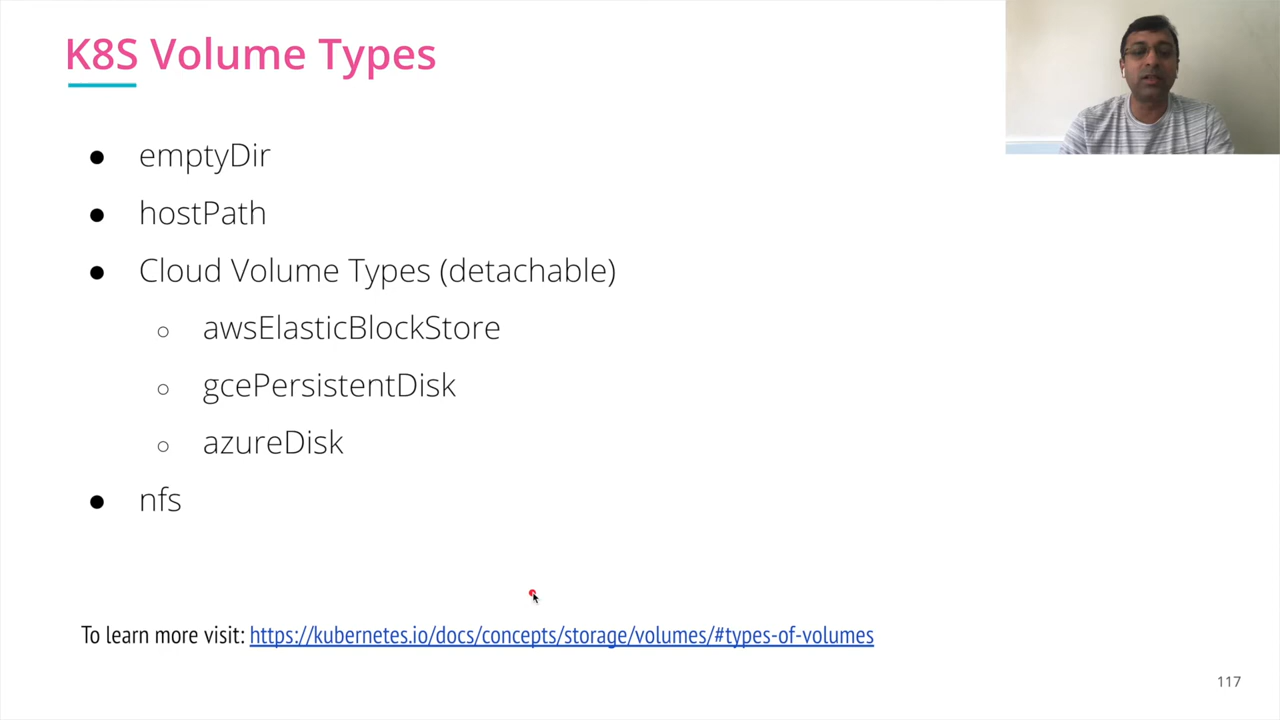 K8S Volume Types
● emptyDir
● hostPath
● Cloud Volume Types (detachable)
○ awsElasticBlockStore
○ gcePersistentDisk
○ azureDisk
● nfs
To learn more visit: https://kubernetes.io/docs/concepts/storage/volumes/#types-of-volumes
117